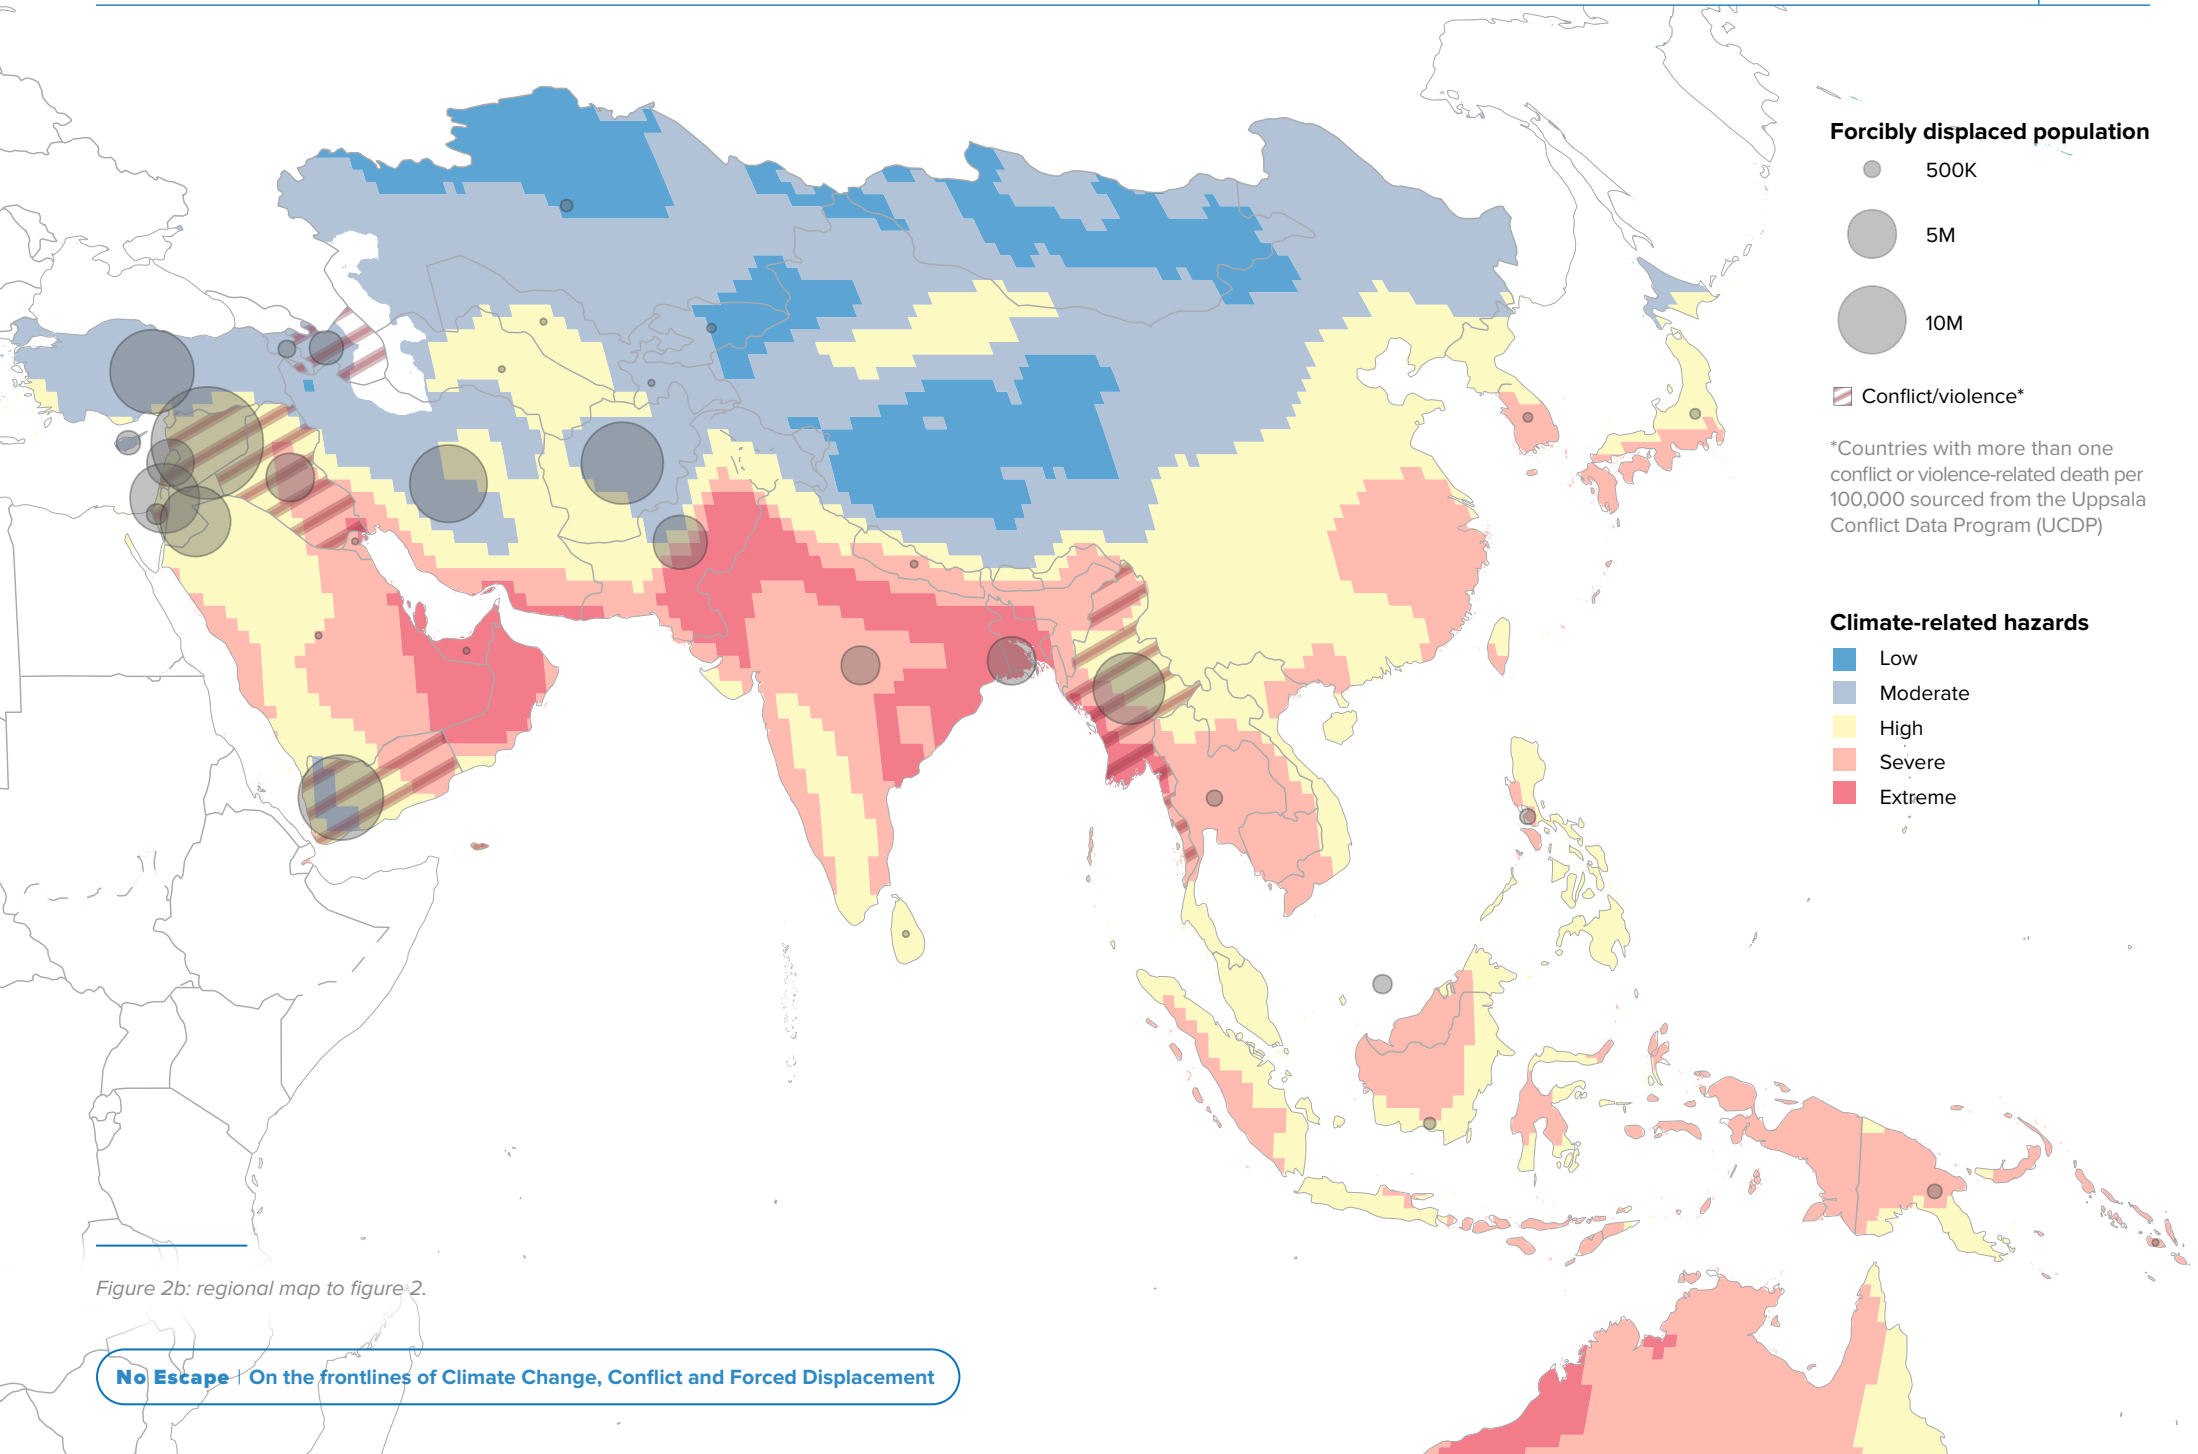 Forcibly displaced population
500K
5M
10M
Conflict/violence*
*Countries with more than one
conflict or violence-related death per
100,000 sourced from the Uppsala
Conflict Data Program (UCDP)
Climate-related hazards
Low
Moderate
High
Severe
Extreme
Figure 2b: regional map to figure 2.
No Escape | On the frontlines of Climate Change, Conflict and Forced Displacement